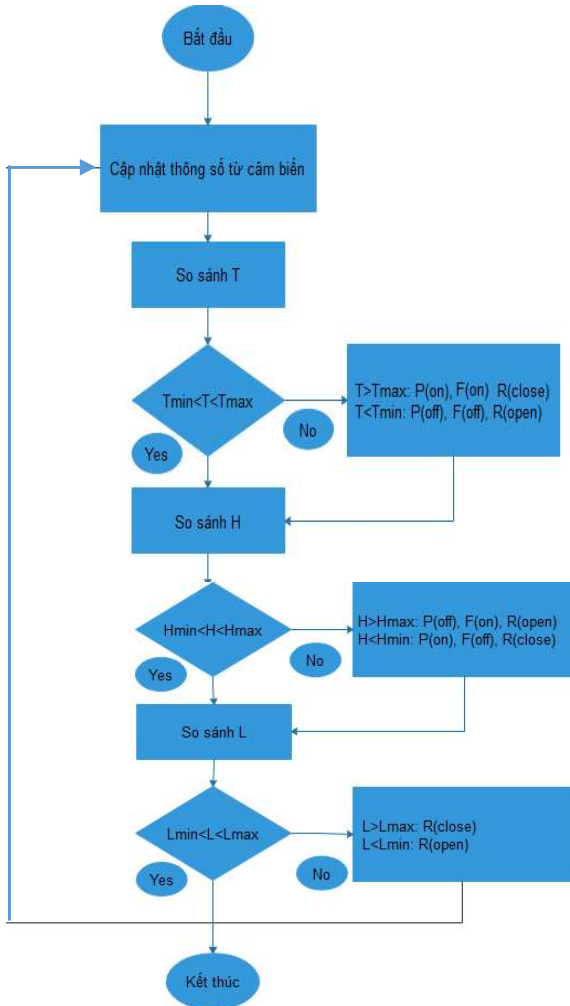 Bắt đầu
Cập nhật thông số từ cảm biến
So sánh T
Tmin<T<Tmax
T>Tmax: P(on), F(on) R(close)
T<Tmin: P(off), F(off), R(open)
No
Yes
So sánh H
Hmin<H<Hmax
H>Hmax: P(off), F(on), R(open)
H<Hmin: P(on), F(off), R(close)
No
Yes
So sánh L
Lmin<L<Lmax
L>Lmax: R(close)
L<Lmin: R(open)
No
Yes
Kết thúc